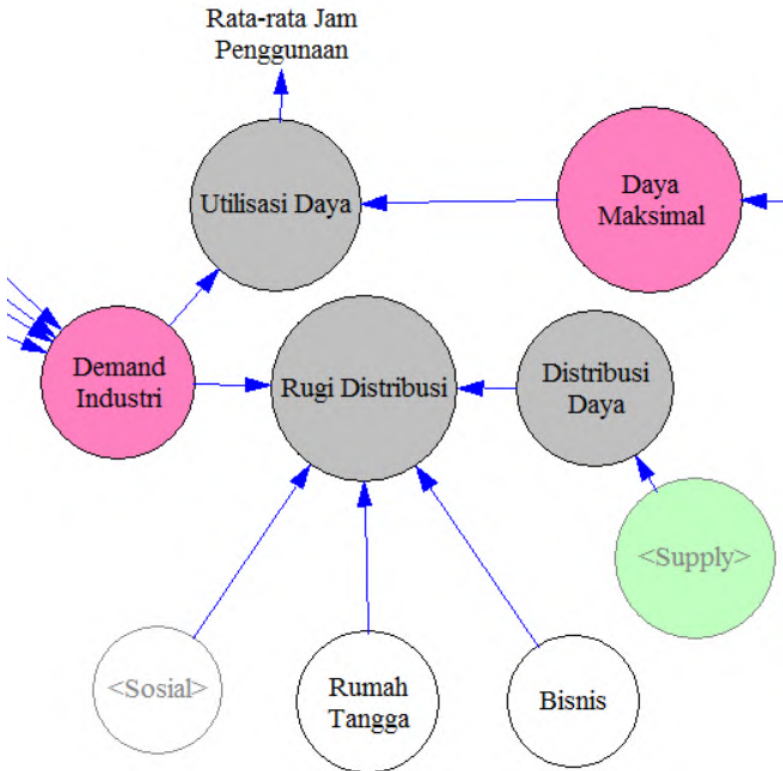 Rata-rata Jam
Penggunaan
Utilisasi Daya
Daya
Maksimal
Demand
Industri
Rugi Distribusi
Distribusi
Daya
<Supply>
<Sosial>
Rumah
Tangga
Bisnis